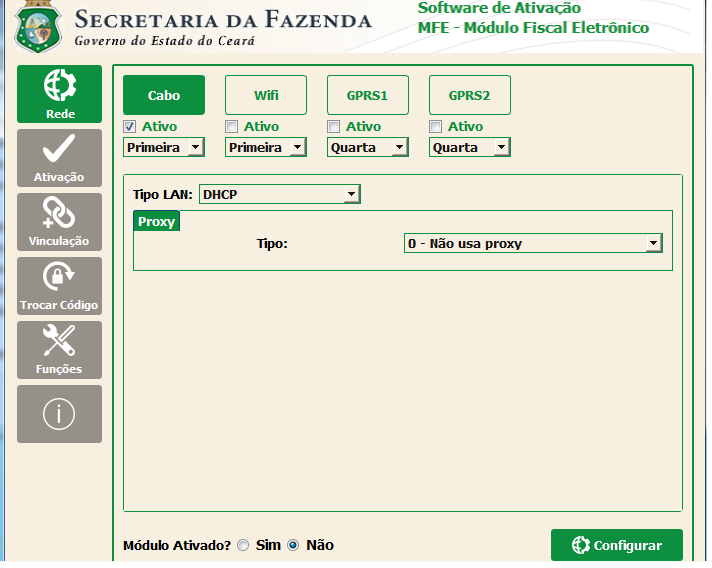 SECRETARIA DA FAZENDA
Governo do Estado do Ceará
Software de Ativação
MFE - Módulo Fiscal Eletrônico
Rede
Ativação
Vinculação
Trocar Código
Funções
Cabo Wifi GPRS1 GPRS2
Ativo Ativo Ativo Ativo
Primeira Primeira Quarta Quarta
Tipo LAN: DHCP
Proxy
Tipo: 0 - Não usa proxy
Módulo Ativado? Sim Não
Configurar